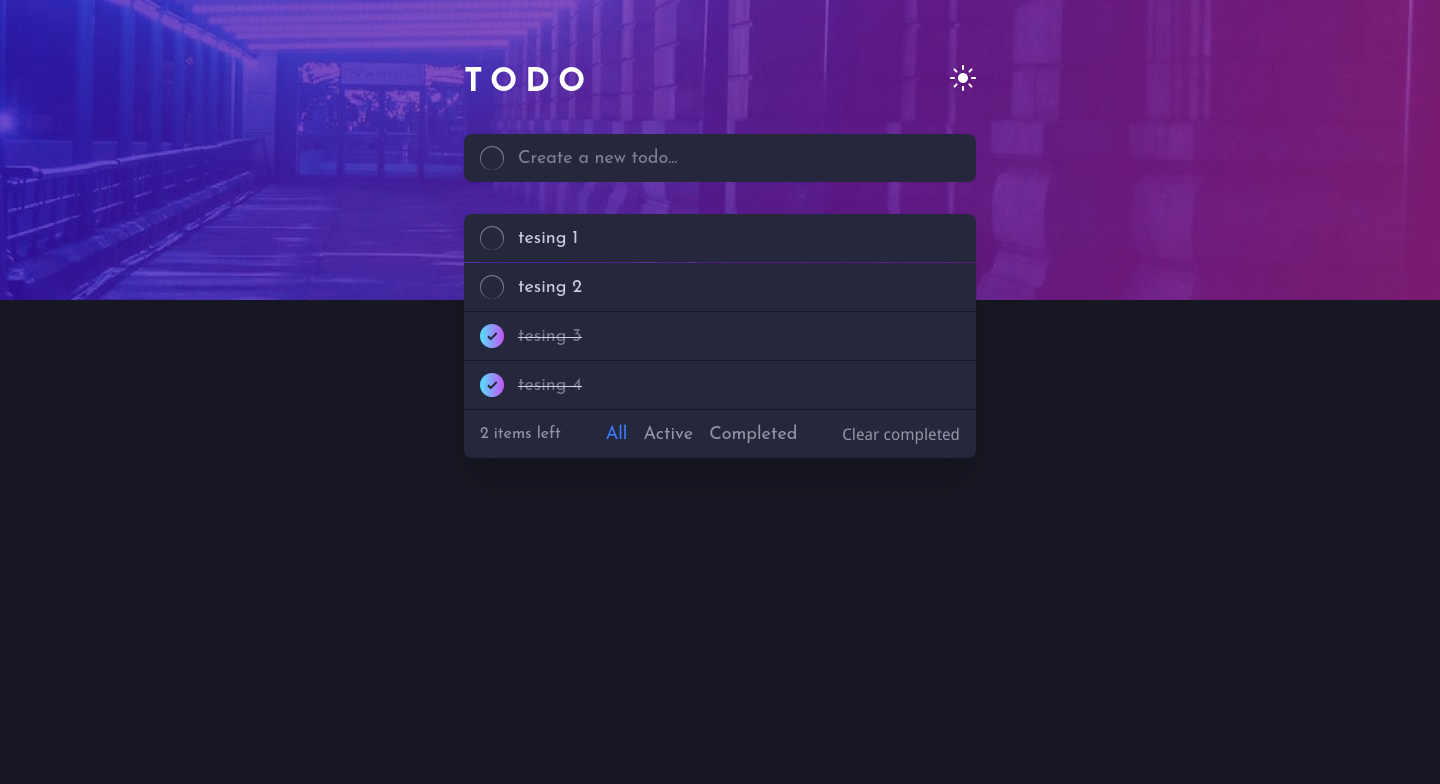 TODO
Create a new todo...
tesing 1
tesing 2
tesing 3
tesing 4
2 items left All Active Completed Clear completed